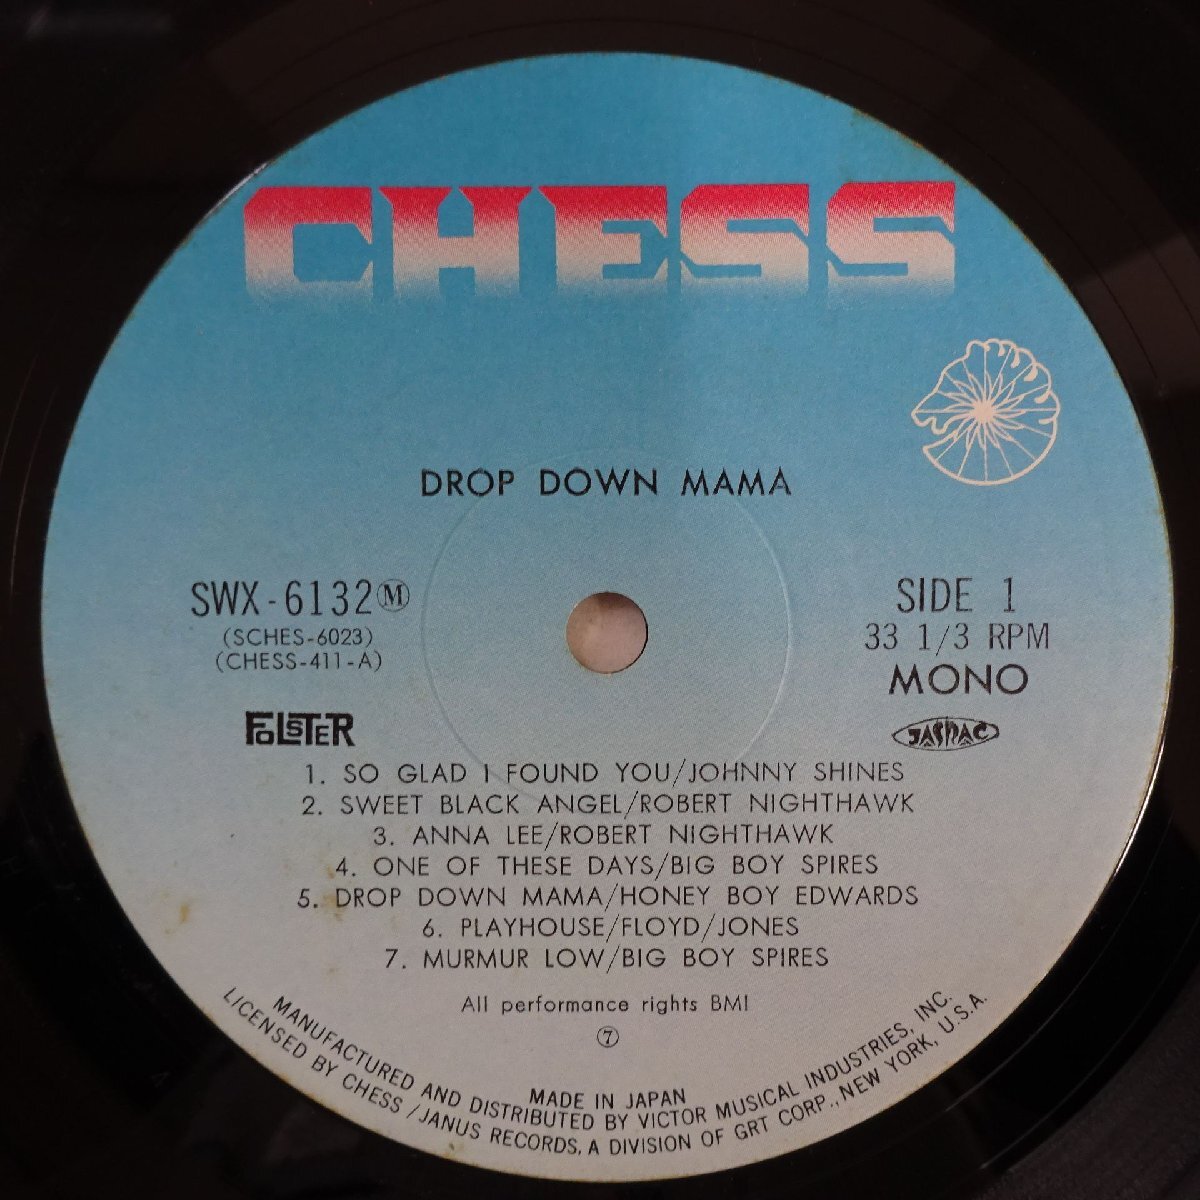 CHESS
DROP DOWN MAMA
SWX-6132Ⓜ
(SCHES-6023)
(CHESS-411-A)
SIDE 1
33 1/3 RPM
MONO
FOLSTER
JASRAC
1. SO GLAD I FOUND YOU/JOHNNY SHINES
2. SWEET BLACK ANGEL/ROBERT NIGHTHAWK
3. ANNA LEE/ROBERT NIGHTHAWK
4. ONE OF THESE DAYS/BIG BOY SPIRES
5. DROP DOWN MAMA/HONEY BOY EDWARDS
6. PLAYHOUSE/FLOYD/JONES
7. MURMUR LOW/BIG BOY SPIRES
All performance rights BMI
⑦
MADE IN JAPAN
MANUFACTURED AND DISTRIBUTED BY VICTOR MUSICAL INDUSTRIES, INC.
LICENSED BY CHESS/JANUS RECORDS, A DIVISION OF GRT CORP., NEW YORK, U.S.A.